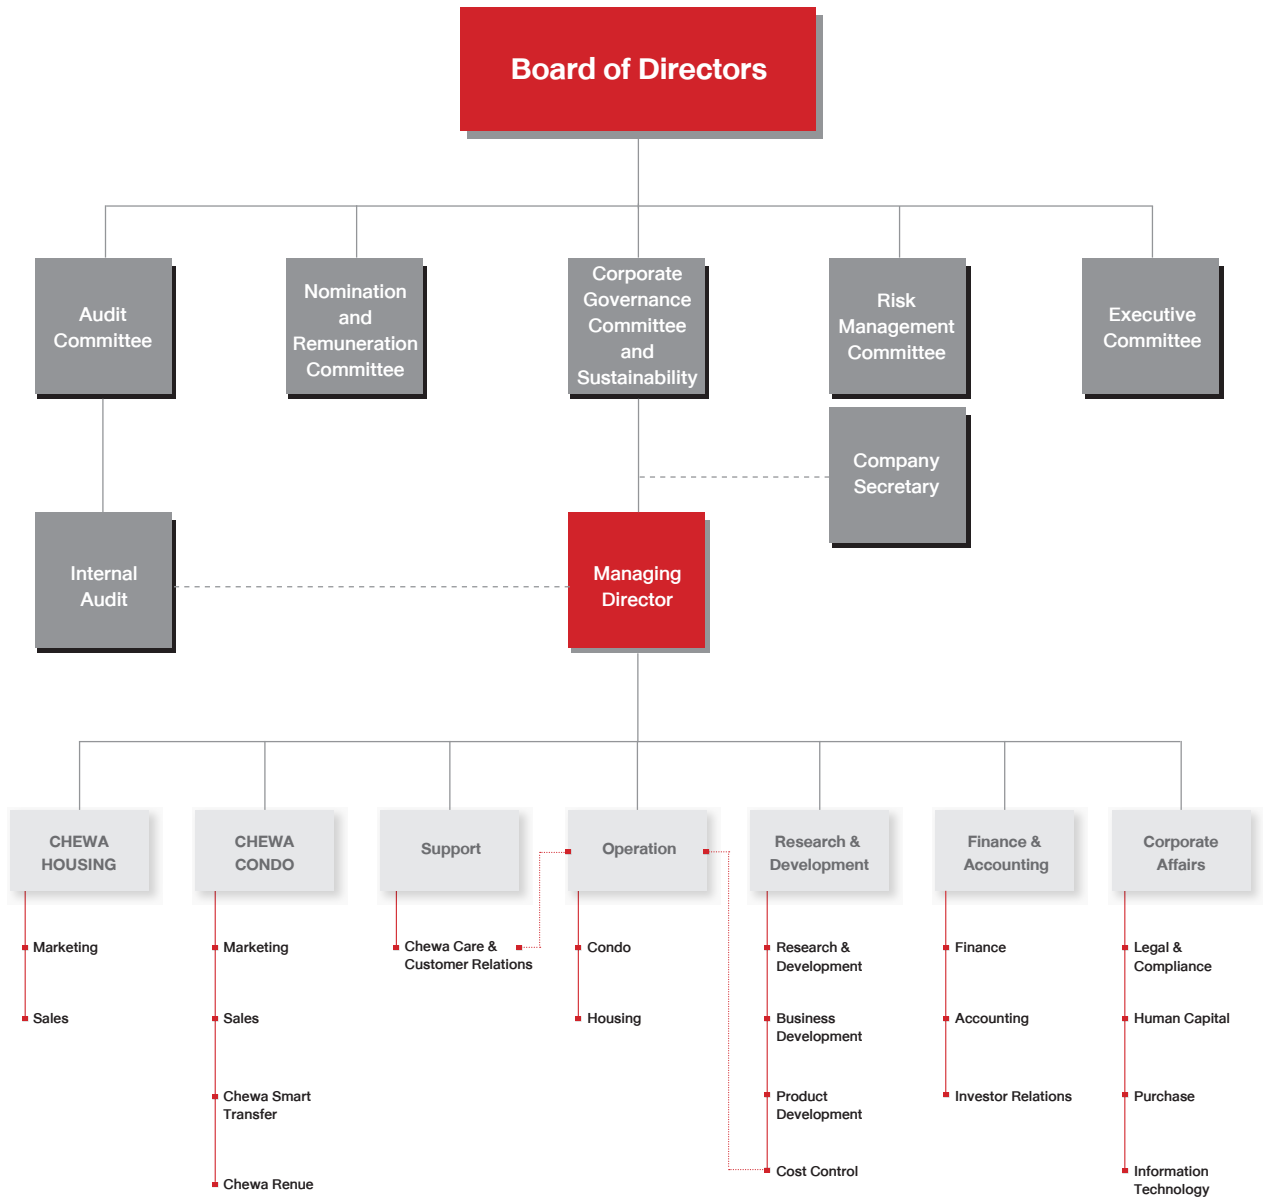 Board of Directors
Audit
Committee
Nomination
and
Remuneration
Committee
Corporate
Governance
Committee
and
Sustainability
Risk
Management
Committee
Executive
Committee
Company
Secretary
Internal
Audit
Managing
Director
CHEWA
HOUSING
CHEWA
CONDO
Support
Operation
Research &
Development
Finance &
Accounting
Corporate
Affairs
Marketing
Sales
Marketing
Sales
Chewa Smart
Transfer
Chewa Renue
Chewa Care &
Customer Relations
Condo
Housing
Research &
Development
Business
Development
Product
Development
Cost Control
Finance
Accounting
Investor Relations
Legal &
Compliance
Human Capital
Purchase
Information
Technology